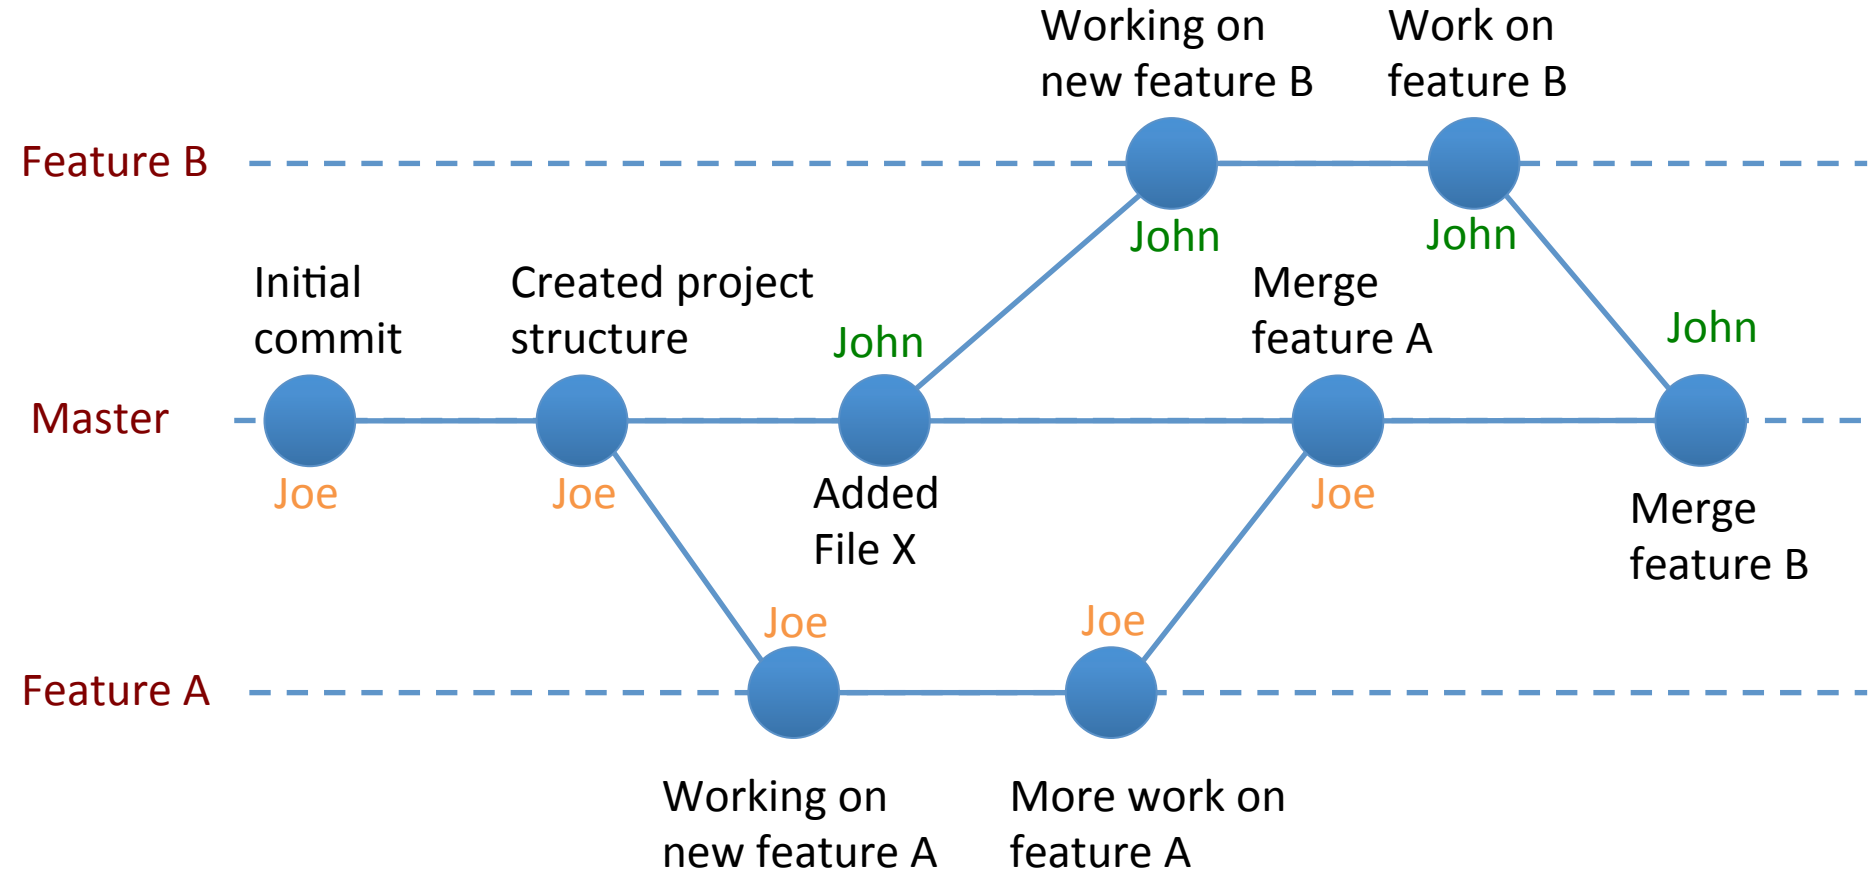 Working on
new feature B
Work on
feature B
Feature B
John
John
Initial
commit
Created project
structure
John
Merge
feature A
John
Master
Joe
Joe
Added
File X
Joe
Merge
feature B
Joe
Joe
Feature A
Working on
new feature A
More work on
feature A